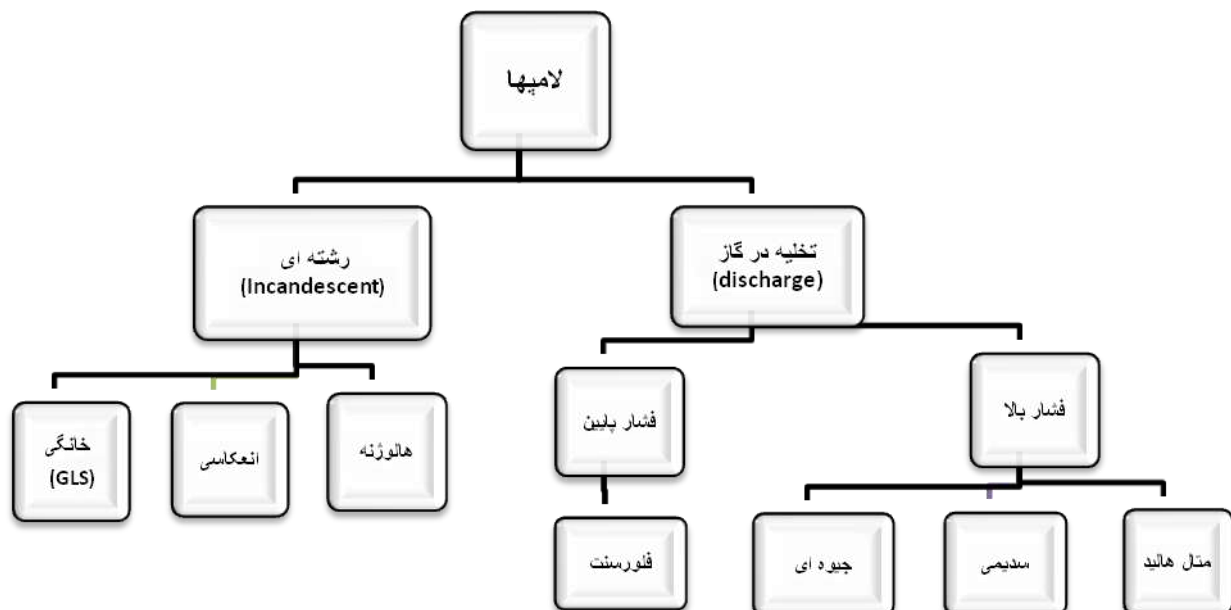 لامپها
رشته ای
(Incandescent)
تخلیه در گاز
(discharge)
خانگی
(GLS)
انعکاسی
هالوژنه
فشار پایین
فشار بالا
فلورسنت
جیوه ای
سدیمی
متال هالید